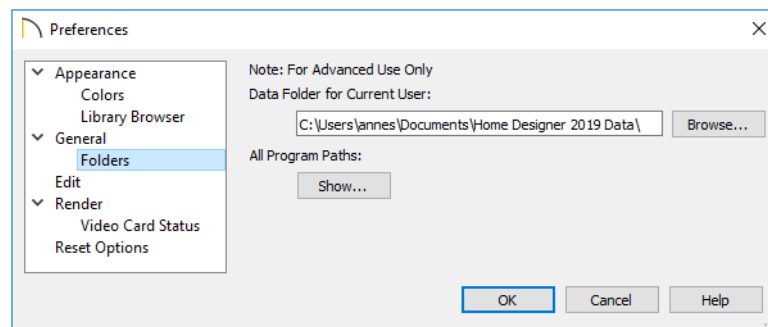 Preferences
Appearance
Colors
Library Browser
General
Folders
Edit
Render
Video Card Status
Reset Options
Note: For Advanced Use Only
Data Folder for Current User:
C:\Users\annes\Documents\Home Designer 2019 Data\ Browse...
All Program Paths:
Show...
OK Cancel Help